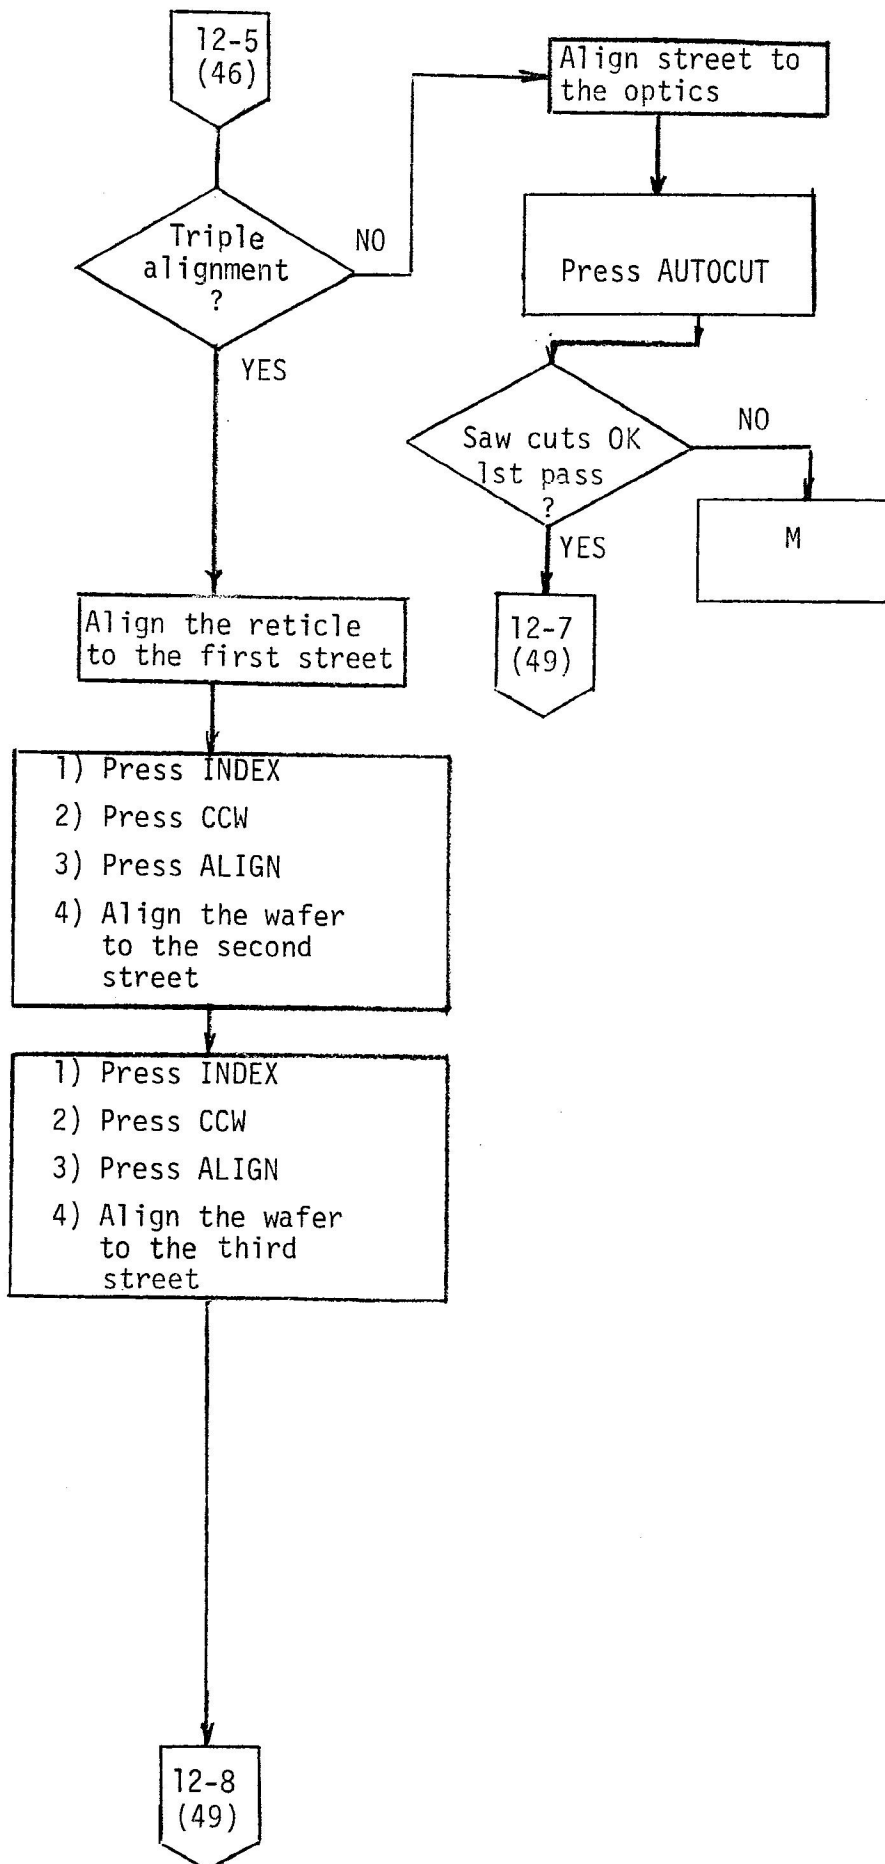 12-5
(46)
Triple
alignment
?
NO
YES
Align street to
the optics
Press AUTOCUT
Saw cuts OK
1st pass
?
NO
M
YES
12-7
(49)
Align the reticle
to the first street
1) Press INDEX
2) Press CCW
3) Press ALIGN
4) Align the wafer
to the second
street
1) Press INDEX
2) Press CCW
3) Press ALIGN
4) Align the wafer
to the third
street
12-8
(49)